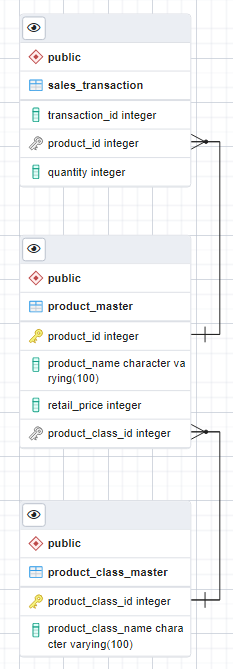 public
sales_transaction
transaction_id integer
product_id integer
quantity integer
public
product_master
product_id integer
product_name character va
rying(100)
retail_price integer
product_class_id integer
public
product_class_master
product_class_id integer
product_class_name chara
cter varying(100)